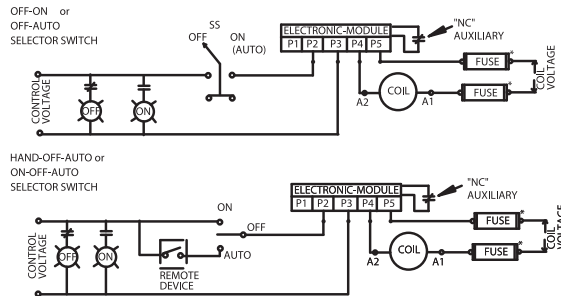 OFF-ON or
OFF-AUTO
SELECTOR SWITCH
SS
OFF
ON
(AUTO)
ELECTRONIC-MODULE
P1 P2 P3 P4 P5
"NC"
AUXILIARY
FUSE *
COIL
A2
A1
FUSE *
COIL
VOLTAGE
CONTROL
VOLTAGE
OFF
ON
HAND-OFF-AUTO or
ON-OFF-AUTO
SELECTOR SWITCH
ON
OFF
AUTO
ELECTRONIC-MODULE
P1 P2 P3 P4 P5
"NC"
AUXILIARY
FUSE *
COIL
A2
A1
FUSE *
COIL
VOLTAGE
CONTROL
VOLTAGE
OFF
ON
REMOTE
DEVICE